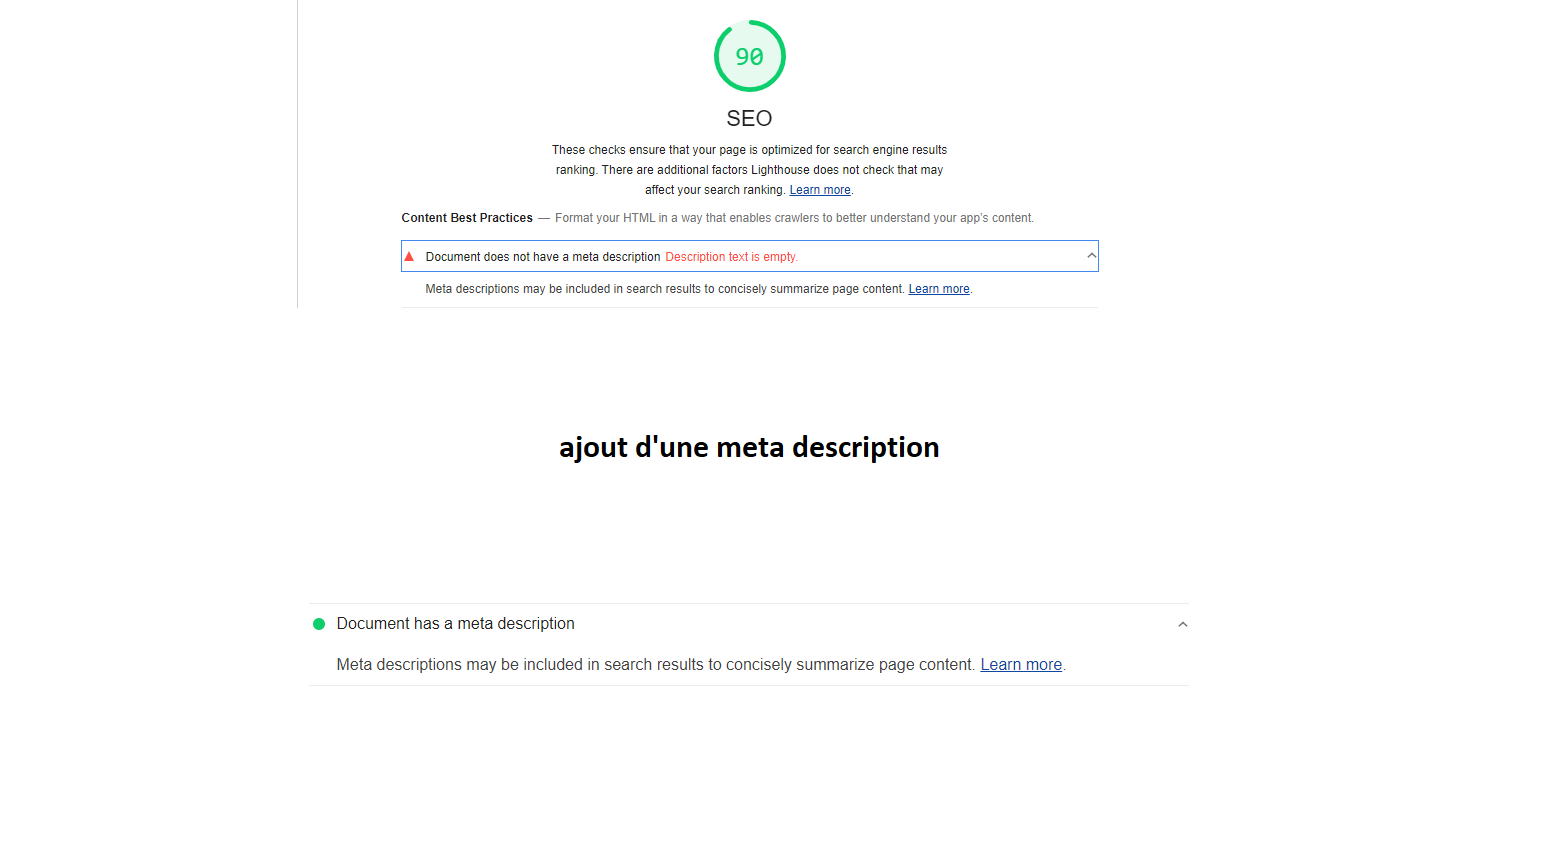 90
SEO
These checks ensure that your page is optimized for search engine results
ranking. There are additional factors Lighthouse does not check that may
affect your search ranking. Learn more.
Content Best Practices — Format your HTML in a way that enables crawlers to better understand your app's content.
Document does not have a meta description Description text is empty.
Meta descriptions may be included in search results to concisely summarize page content. Learn more.
ajout d'une meta description
Document has a meta description
Meta descriptions may be included in search results to concisely summarize page content. Learn more.